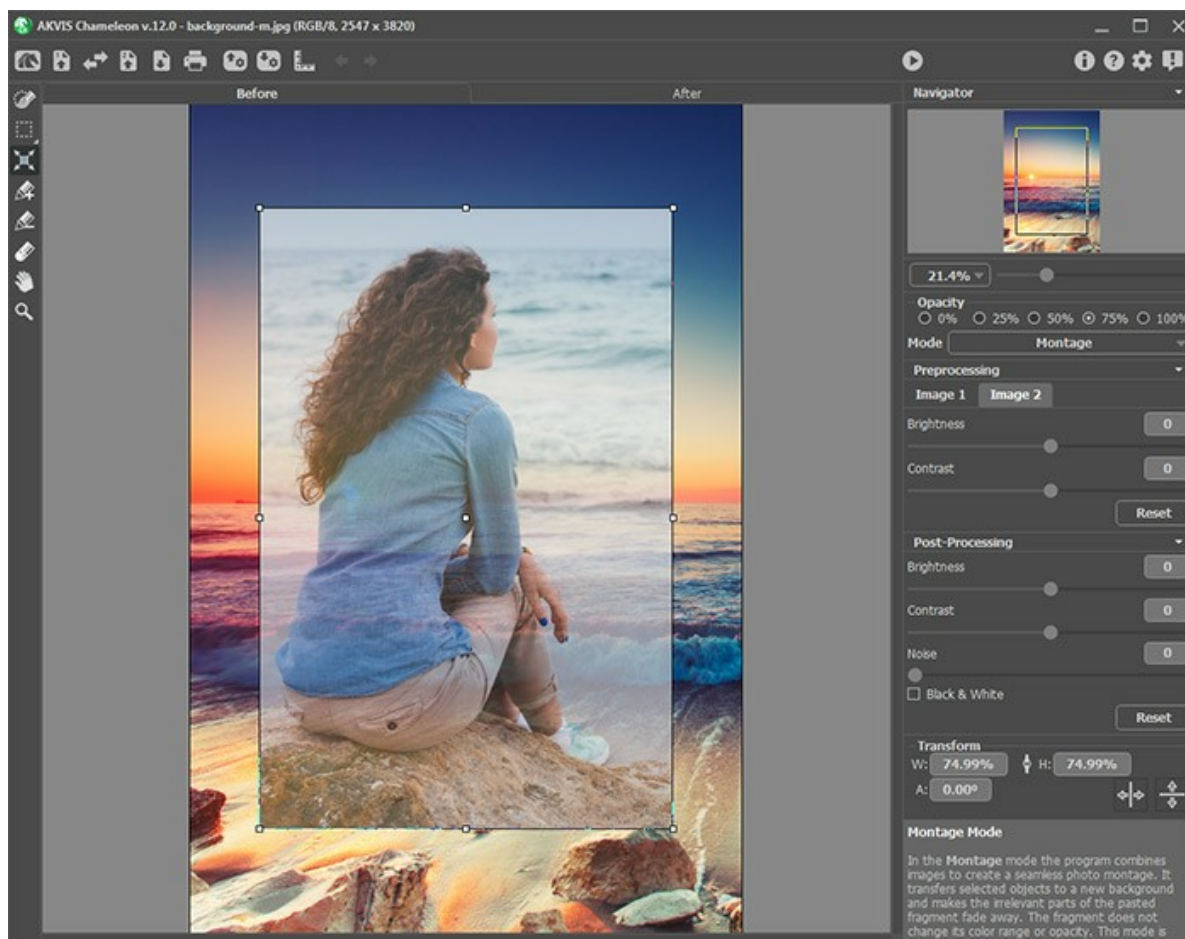 AKVIS Chameleon v.12.0 - background-m.jpg (RGB/8, 2547 x 3820)
Before
After
Navigator
21.4%
Opacity
0% 25% 50% 75% 100%
Mode Montage
Preprocessing
Image 1 Image 2
Brightness 0
Contrast 0
Reset
Post-Processing
Brightness 0
Contrast 0
Noise 0
Black & White
Reset
Transform
W: 74.99% H: 74.99%
A: 0.00º
Montage Mode
In the Montage mode the program combines
images to create a seamless photo montage. It
transfers selected objects to a new background
and makes the irrelevant parts of the pasted
fragment fade away. The fragment does not
change its color range or opacity. This mode is